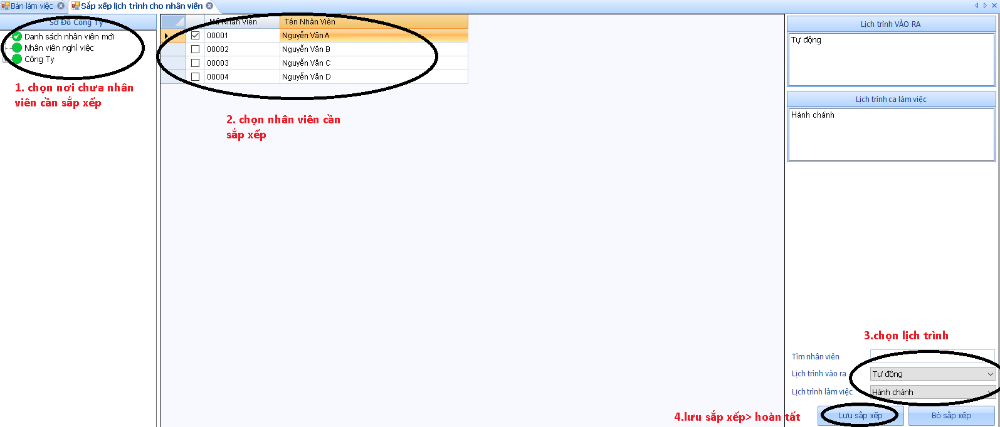 Bàn làm việc
Sắp xếp lịch trình cho nhân viên
Sơ Đồ Công Ty
Danh sách nhân viên mới
Nhân viên nghỉ việc
Công Ty
1. chọn nơi chưa nhân
viên cần sắp xếp
Mã Nhân Viên Tên Nhân Viên
00001 Nguyễn Văn A
00002 Nguyễn Văn B
00003 Nguyễn Văn C
00004 Nguyễn Văn D
2. chọn nhân viên cần
sắp xếp
Lịch trình VÀO RA
Tự động
Lịch trình ca làm việc
Hành chánh
3.chọn lịch trình
Tìm nhân viên
Lịch trình vào ra Tự động
Lịch trình làm việc Hành chánh
4.lưu sắp xếp> hoàn tất
Lưu sắp xếp Bỏ sắp xếp